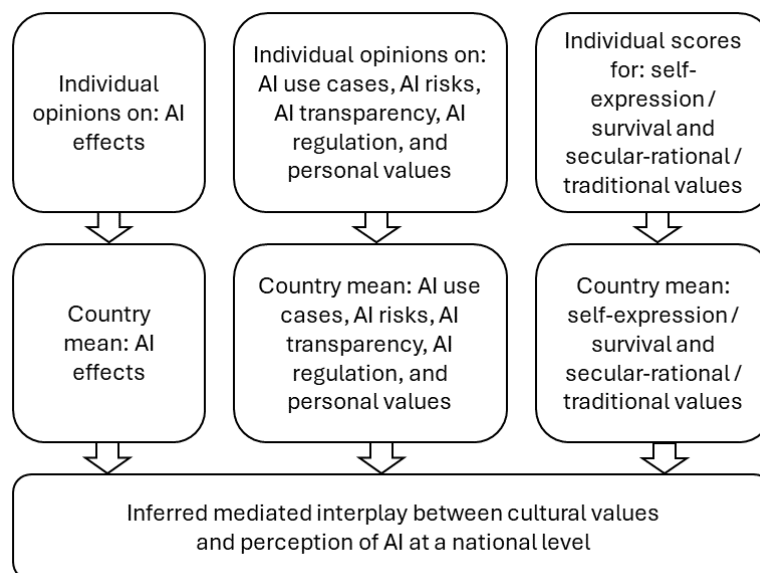 Individual
opinions on: AI
effects
Individual opinions on:
AI use cases, AI risks,
AI transparency, AI
regulation, and
personal values
Individual scores
for: self-
expression /
survival and
secular-rational /
traditional values
Country
mean: AI
effects
Country mean: AI use
cases, AI risks, AI
transparency, AI
regulation, and
personal values
Country mean:
self-expression /
survival and
secular-rational /
traditional values
Inferred mediated interplay between cultural values
and perception of AI at a national level